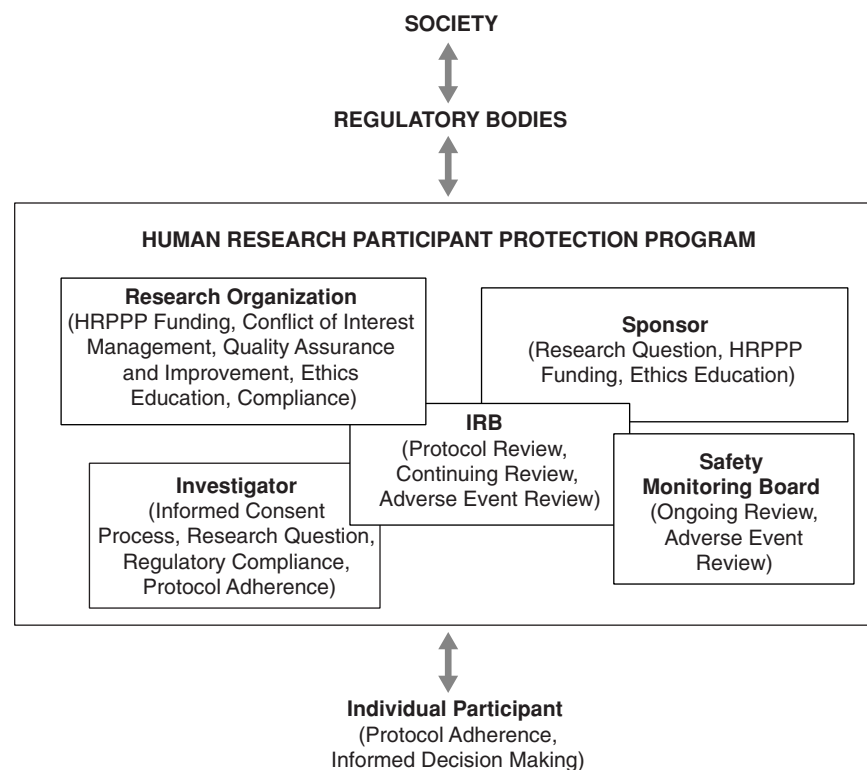 SOCIETY
REGULATORY BODIES
HUMAN RESEARCH PARTICIPANT PROTECTION PROGRAM
Research Organization
(HRPPP Funding, Conflict of Interest
Management, Quality Assurance
and Improvement, Ethics
Education, Compliance)
Sponsor
(Research Question, HRPPP
Funding, Ethics Education)
IRB
(Protocol Review,
Continuing Review,
Adverse Event Review)
Investigator
(Informed Consent
Process, Research Question,
Regulatory Compliance,
Protocol Adherence)
Safety
Monitoring Board
(Ongoing Review,
Adverse Event
Review)
Individual Participant
(Protocol Adherence,
Informed Decision Making)